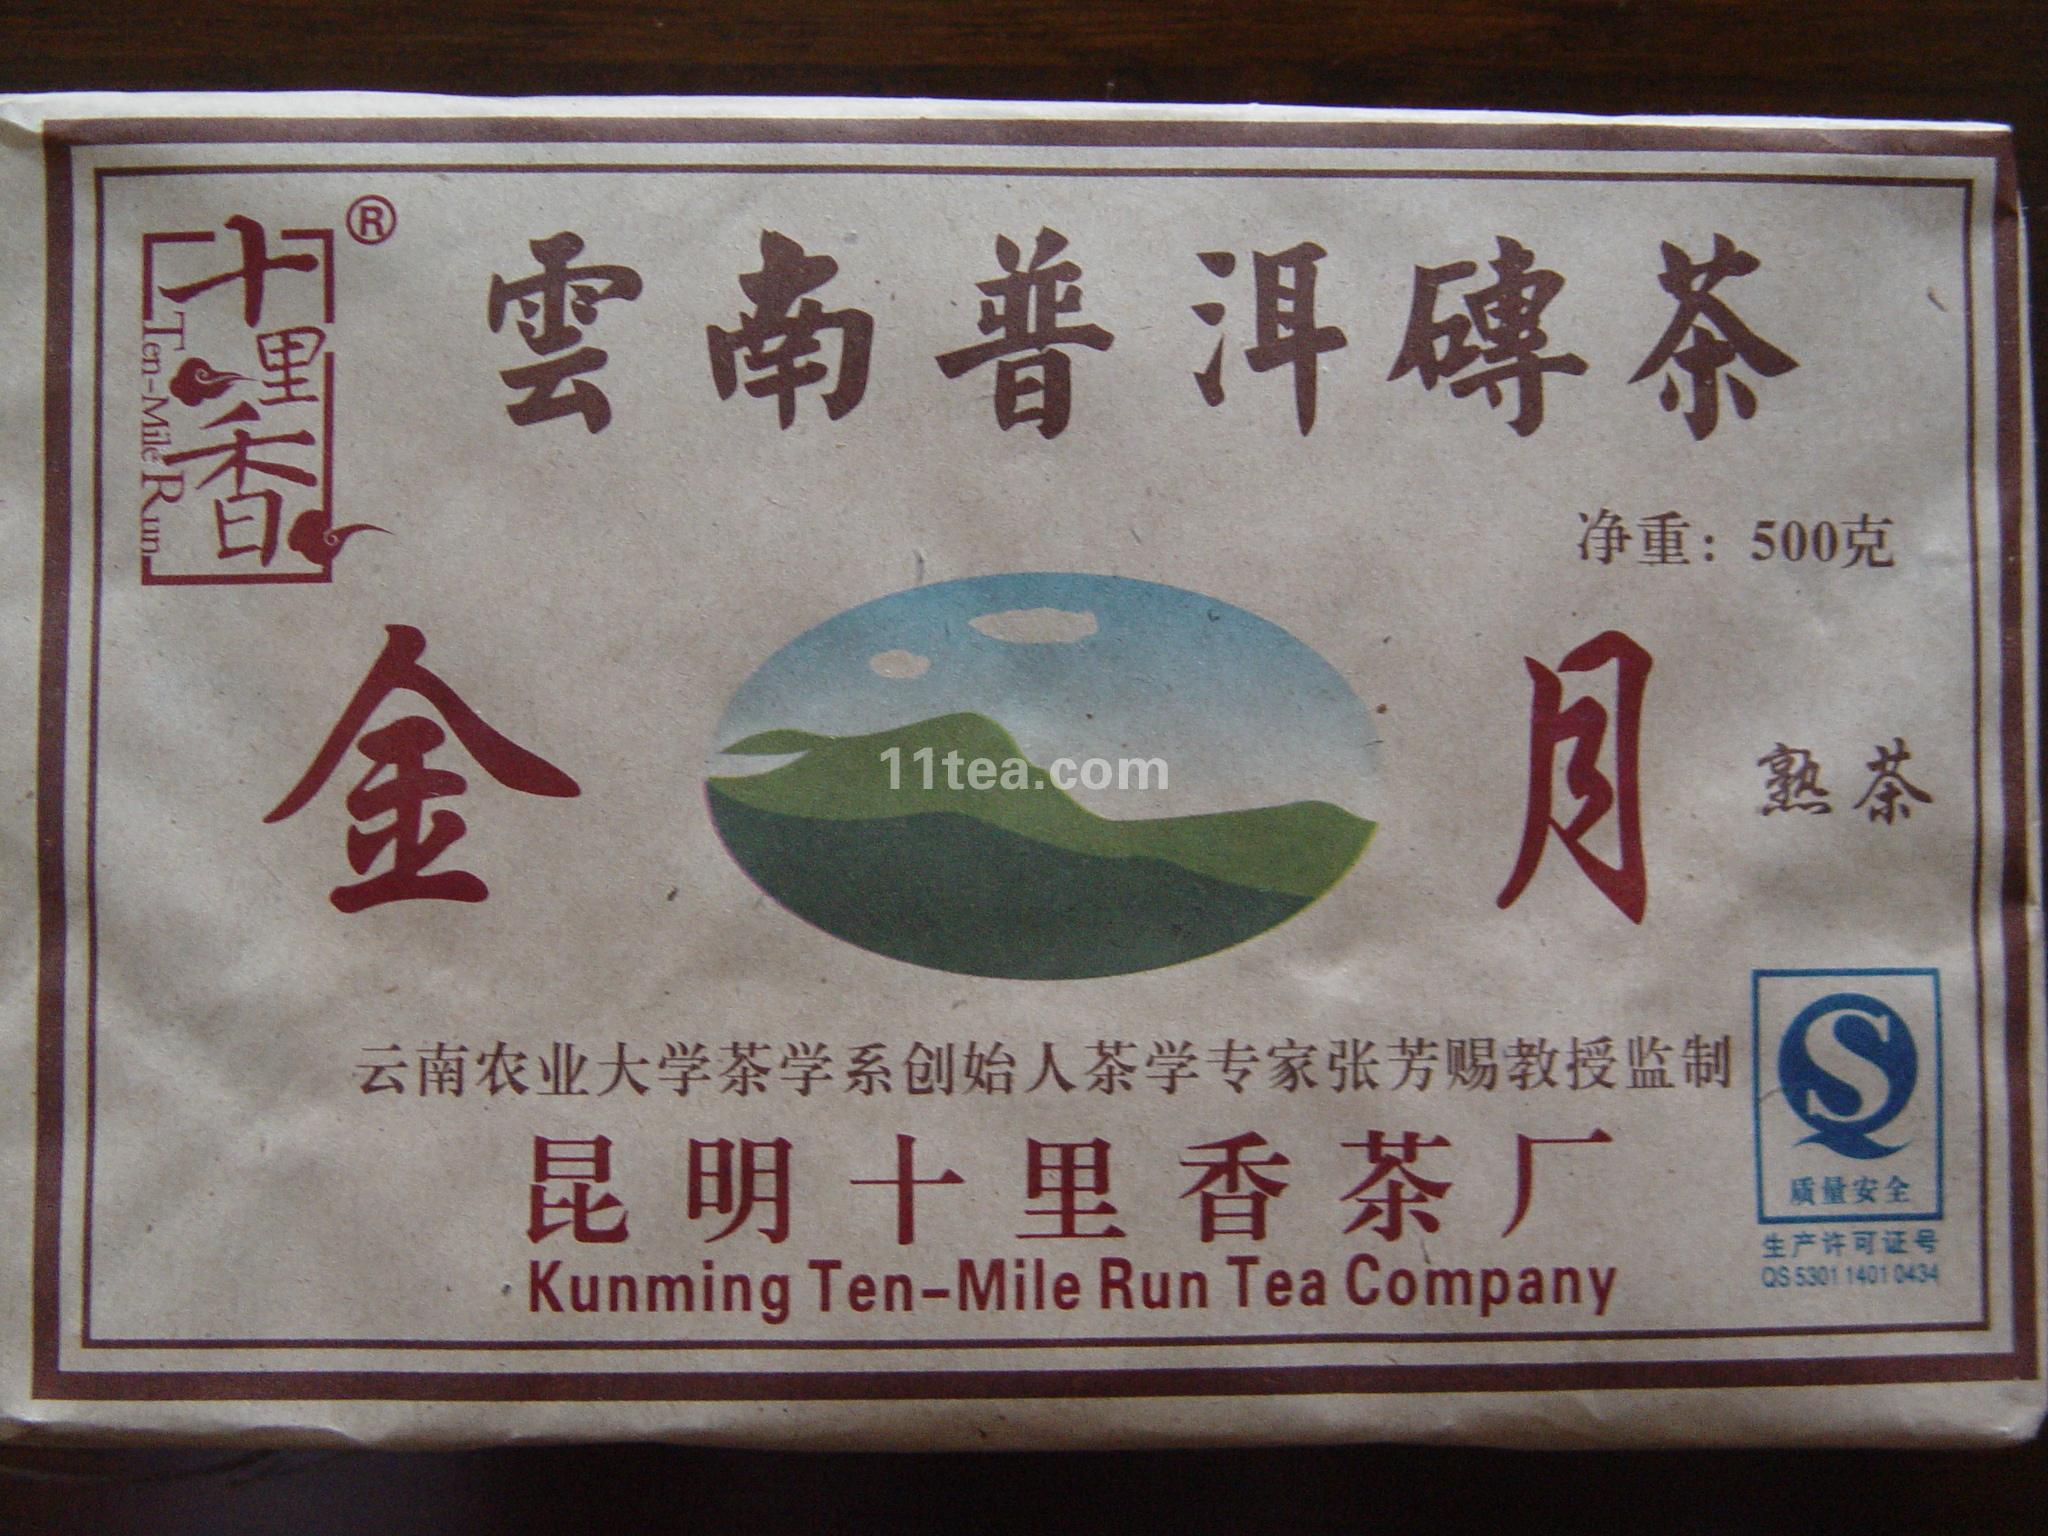 十里香®
Ten-Mile Run
雲南普洱磚茶
净重：500克
金月
熟茶
11tea.com
云南农业大学茶学系创始人茶学专家张芳赐教授监制
昆明十里香茶厂
Kunming Ten-Mile Run Tea Company
质量安全
生产许可证号
QS 5301 1401 0434